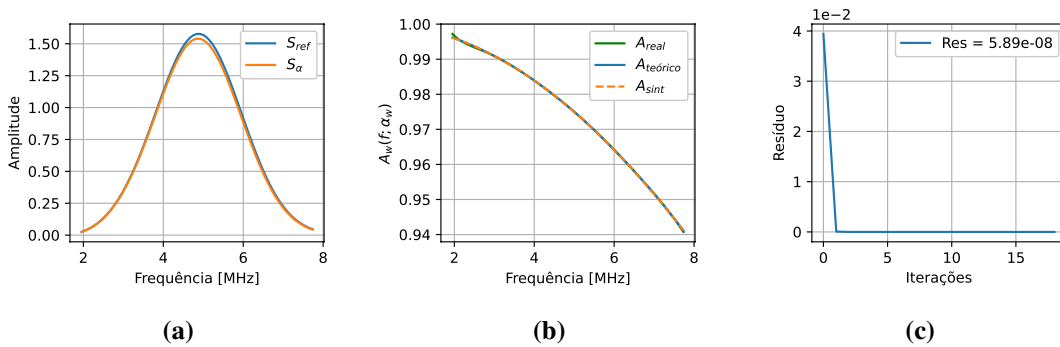 1.50
1.25
1.00
0.75
0.50
0.25
0.00
Amplitude
2
4
6
8
Frequência [MHz]
S_ref
S_α
(a)
1.00
0.99
0.98
0.97
0.96
0.95
0.94
A_w(f; α_w)
2
4
6
8
Frequência [MHz]
A_real
A_teórico
A_sint
(b)
1e−2
4
3
2
1
0
Resíduo
0
5
10
15
Iterações
Res = 5.89e-08
(c)